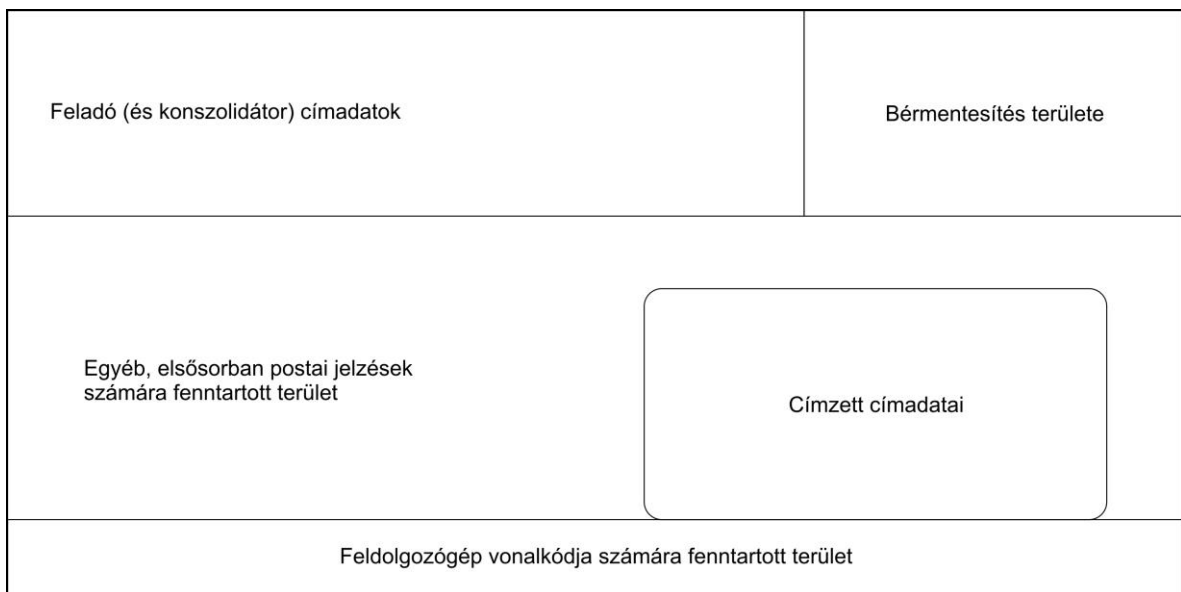 Feladó (és konszolidátor) címadatok
Bérmentesítés területe
Egyéb, elsősorban postai jelzések
számára fenntartott terület
Címzett címadatai
Feldolgozógép vonalkódja számára fenntartott terület